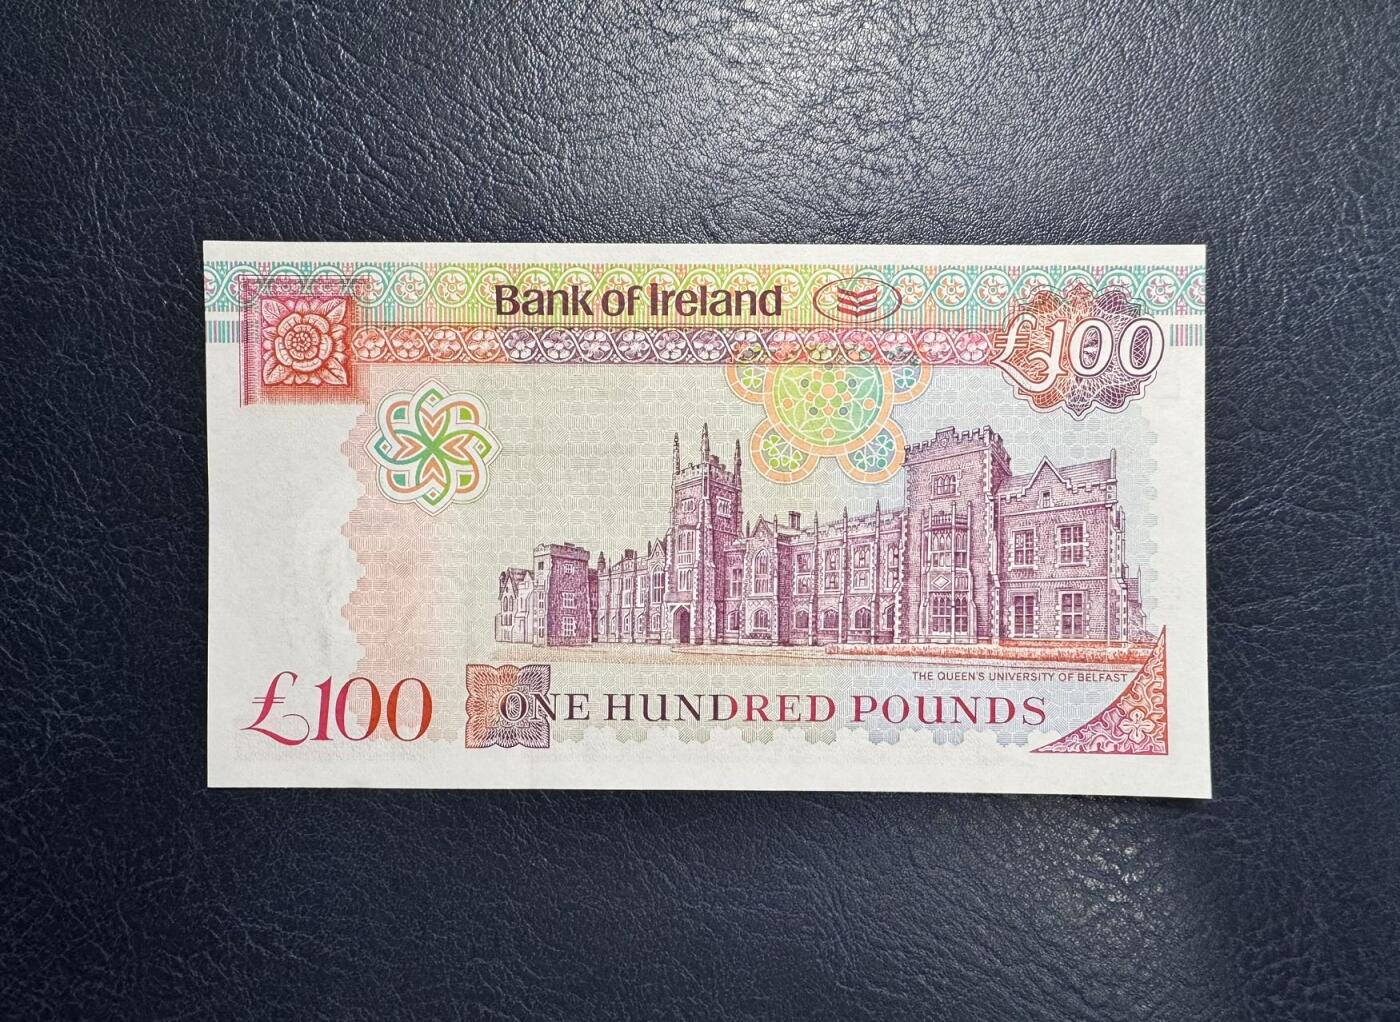 Bank of Ireland
£100
THE QUEEN'S UNIVERSITY OF BELFAST
£100
ONE HUNDRED POUNDS